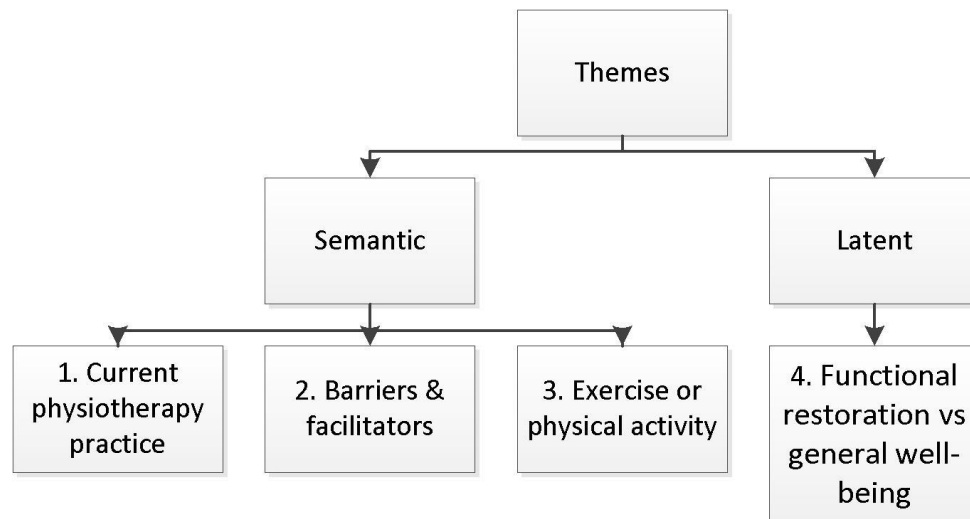 Themes
Semantic
Latent
1. Current
physiotherapy
practice
2. Barriers &
facilitators
3. Exercise or
physical activity
4. Functional
restoration vs
general well-
being